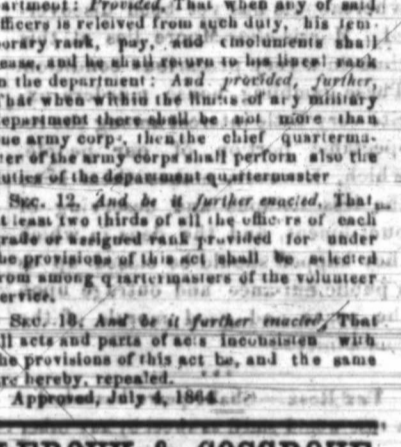 artment: Provided, That when any of said
fficers is releived from such duty, his tem-
orary rank, pay, and emoluments shall
ease, and he shall return to his lineal rank
n the department: And provided, further,
That when within the limits of any military
epartment there shall be not more than
ne army corps, then the chief quarterma-
er of the army corps shall perform also the
uties of the department quartermaster
Sec. 12. And be it further enacted, That,
t least two thirds of all the officers of each
rade or assigned rank provided for under
he provisions of this act shall be selected
rom among quartermasters of the volunteer
ervice.
Sec. 13. And be it further enacted, That
ll acts and parts of acts inconsisten with
he provisions of this act be, and the same
re hereby, repealed.
Approved, July 4, 1864.